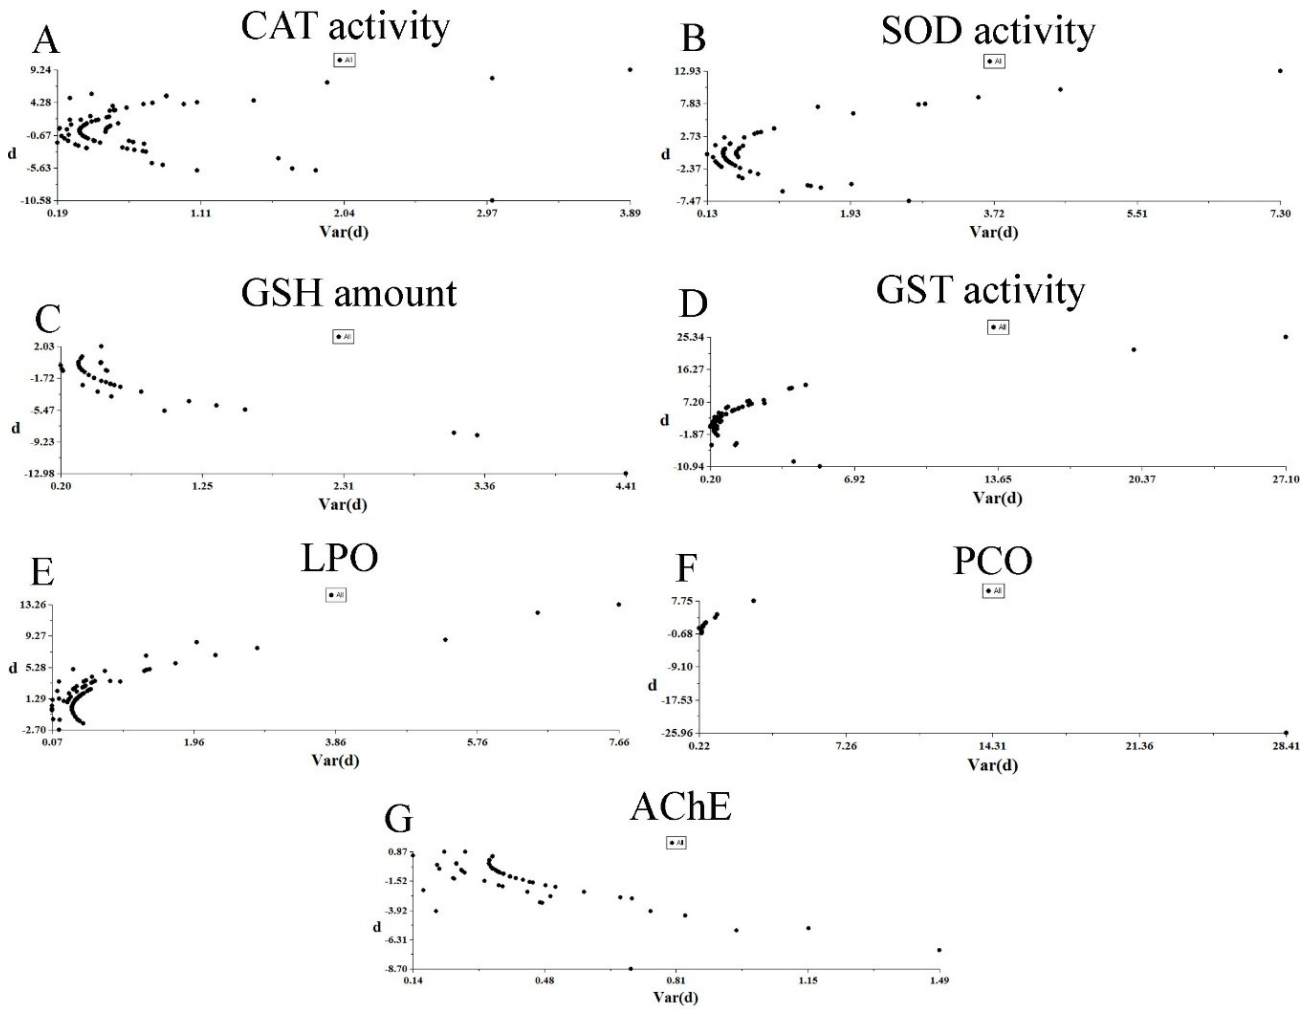 A
CAT activity
All
9.24
4.28
-0.67
d
-5.63
-10.58
0.19
1.11
2.04
2.97
3.89
Var(d)
B
SOD activity
All
12.93
7.83
2.73
d
-2.37
-7.47
0.13
1.93
3.72
5.51
7.30
Var(d)
C
GSH amount
All
2.03
-1.72
-5.47
d
-9.23
-12.98
0.20
1.25
2.31
3.36
4.41
Var(d)
D
GST activity
All
25.34
16.27
7.20
d
-1.87
-10.94
0.20
6.92
13.65
20.37
27.10
Var(d)
E
LPO
All
13.26
9.27
5.28
d
1.29
-2.70
0.07
1.96
3.86
5.76
7.66
Var(d)
F
PCO
All
7.75
-0.68
-9.10
d
-17.53
-25.96
0.22
7.26
14.31
21.36
28.41
Var(d)
G
AChE
All
0.87
-1.52
-3.92
d
-6.31
-8.70
0.14
0.48
0.81
1.15
1.49
Var(d)